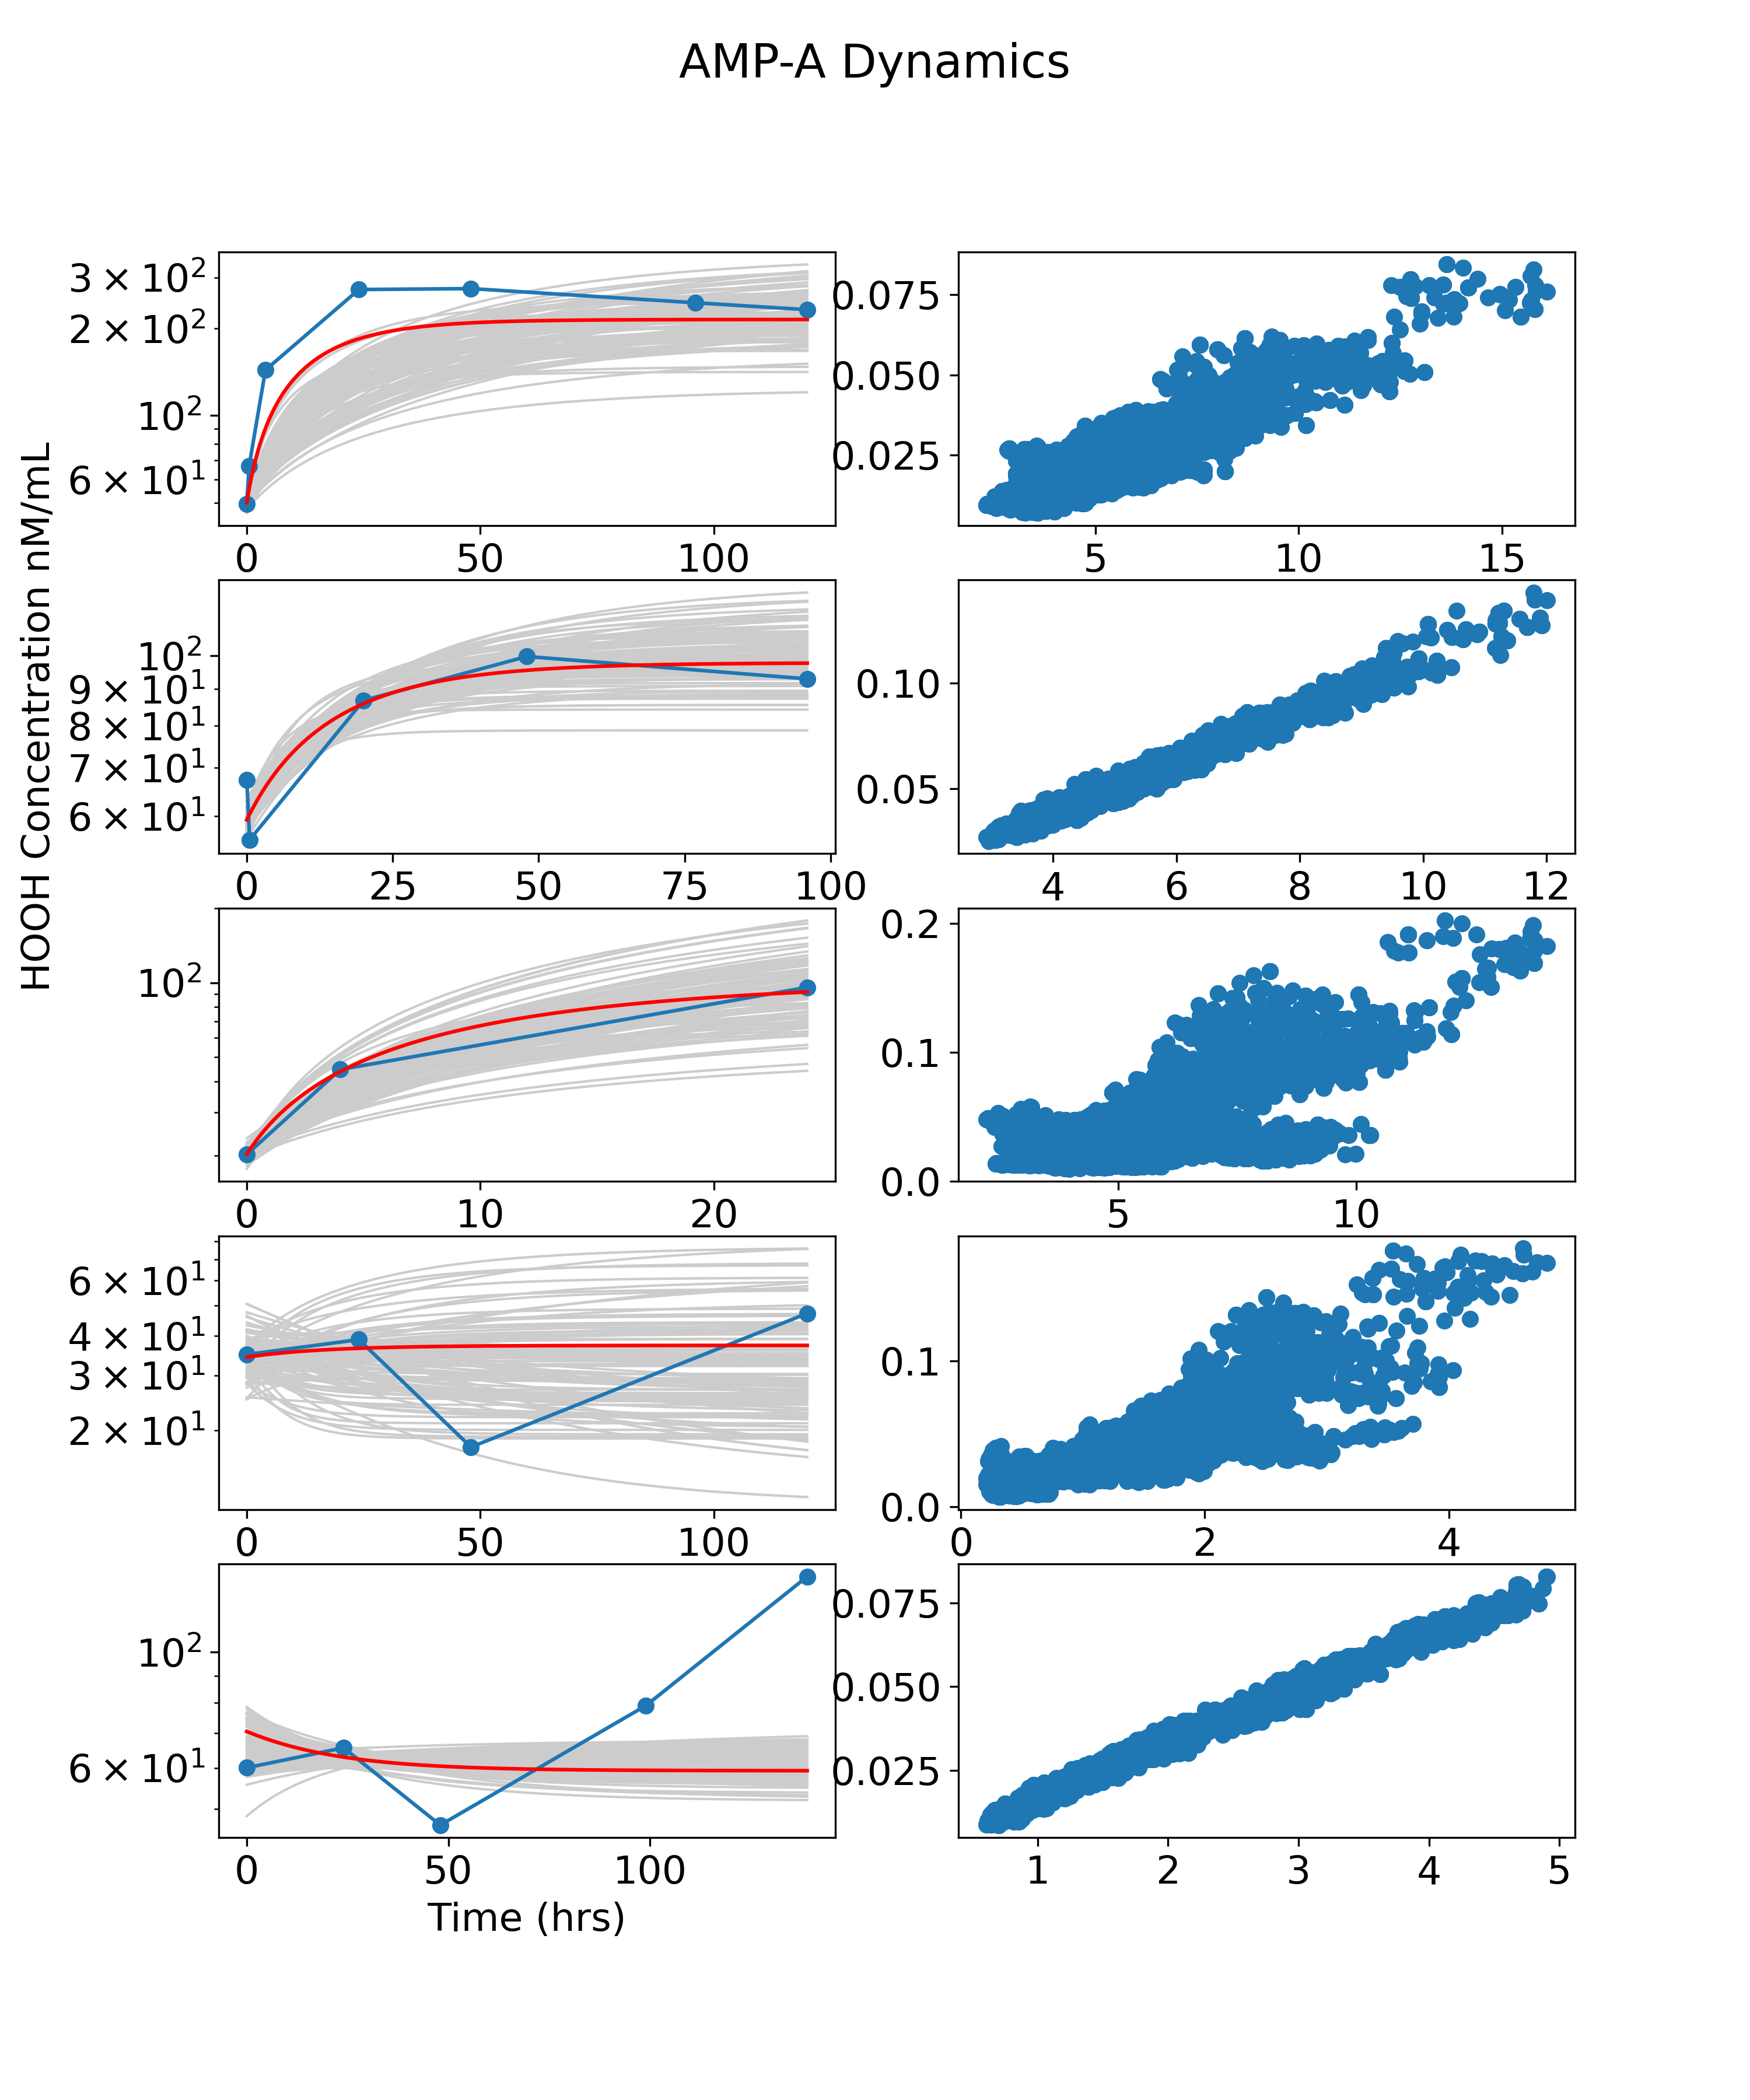 AMP-A Dynamics
HOOH Concentration nM/mL
3 × 10²
2 × 10²
10²
6 × 10¹
0 50 100
0.075
0.050
0.025
5 10 15
10²
9 × 10¹
8 × 10¹
7 × 10¹
6 × 10¹
0 25 50 75 100
0.10
0.05
4 6 8 10 12
10²
0 10 20
0.2
0.1
0.0
5 10
6 × 10¹
4 × 10¹
3 × 10¹
2 × 10¹
0 50 100
0.1
0.0
0 2 4
10²
6 × 10¹
0 50 100
0.075
0.050
0.025
1 2 3 4 5
Time (hrs)